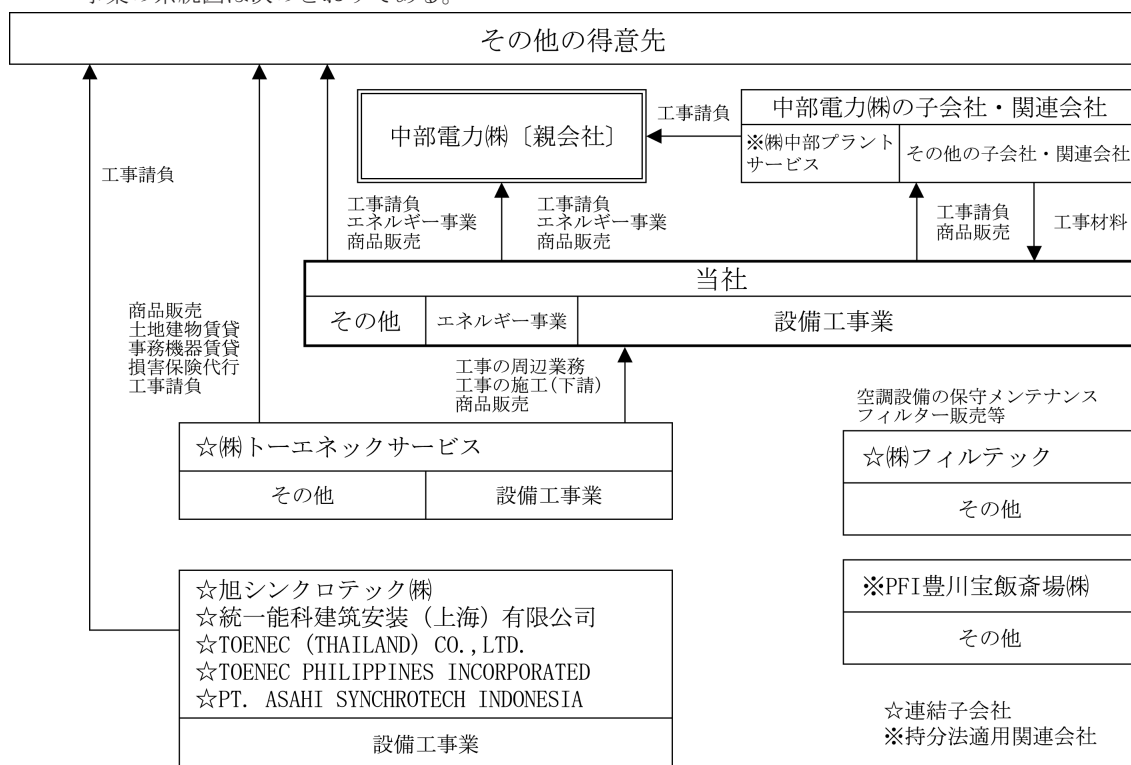 事業の系統図は次のとおりである。
その他の得意先
中部電力㈱〔親会社〕
工事請負
中部電力㈱の子会社・関連会社
※㈱中部プラント
サービス
その他の子会社・関連会社
工事請負
工事請負
エネルギー事業
商品販売
工事請負
エネルギー事業
商品販売
工事請負
商品販売
工事材料
当社
その他
エネルギー事業
設備工事業
商品販売
土地建物賃貸
事務機器賃貸
損害保険代行
工事請負
工事の周辺業務
工事の施工(下請)
商品販売
☆㈱トーエネックサービス
その他
設備工事業
空調設備の保守メンテナンス
フィルター販売等
☆㈱フィルテック
その他
☆旭シンクロテック㈱
☆統一能科建筑安装（上海）有限公司
☆TOENEC (THAILAND) CO.,LTD.
☆TOENEC PHILIPPINES INCORPORATED
☆PT. ASAHI SYNCHROTECH INDONESIA
設備工事業
※PFI豊川宝飯斎場㈱
その他
☆連結子会社
※持分法適用関連会社